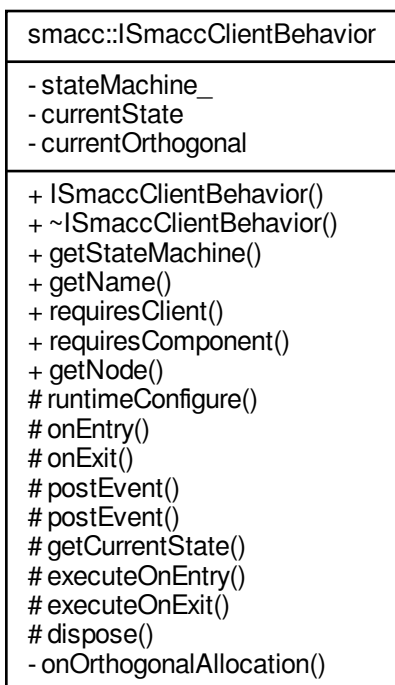 smacc::ISmaccClientBehavior
- stateMachine_
- currentState
- currentOrthogonal
+ ISmaccClientBehavior()
+ ~ISmaccClientBehavior()
+ getStateMachine()
+ getName()
+ requiresClient()
+ requiresComponent()
+ getNode()
# runtimeConfigure()
# onEntry()
# onExit()
# postEvent()
# postEvent()
# getCurrentState()
# executeOnEntry()
# executeOnExit()
# dispose()
- onOrthogonalAllocation()